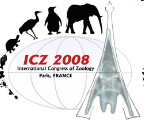 ICZ 2008
International Congress of Zoology
Paris, FRANCE